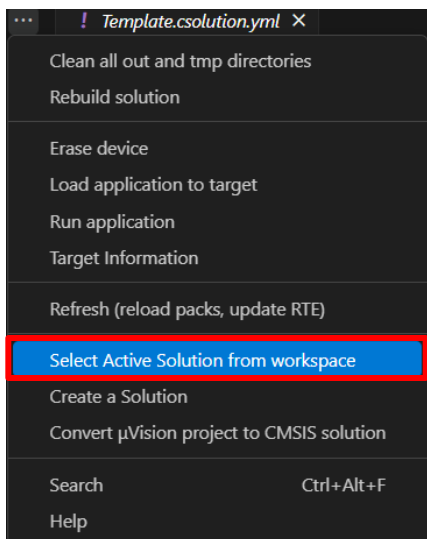 ... ! Template.csolution.yml ×
Clean all out and tmp directories
Rebuild solution
Erase device
Load application to target
Run application
Target Information
Refresh (reload packs, update RTE)
Select Active Solution from workspace
Create a Solution
Convert µVision project to CMSIS solution
Search Ctrl+Alt+F
Help